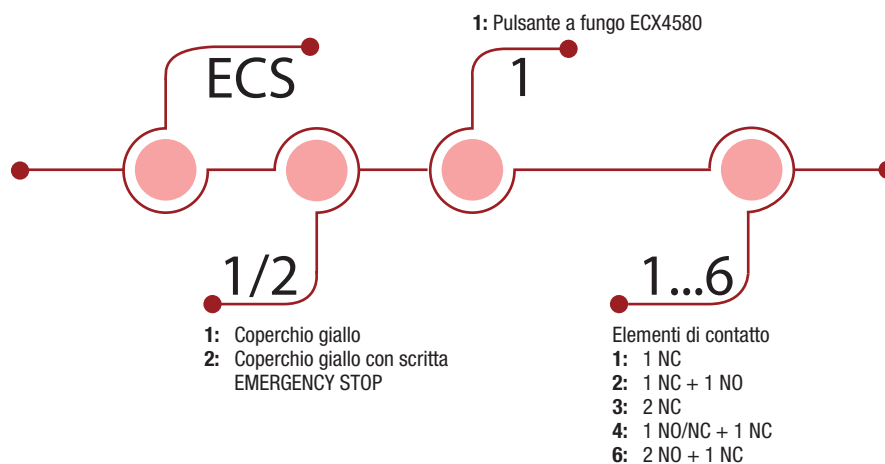 1: Pulsante a fungo ECX4580
ECS
1
1/2
1...6
1: Coperchio giallo
2: Coperchio giallo con scritta
EMERGENCY STOP
Elementi di contatto
1: 1 NC
2: 1 NC + 1 NO
3: 2 NC
4: 1 NO/NC + 1 NC
6: 2 NO + 1 NC